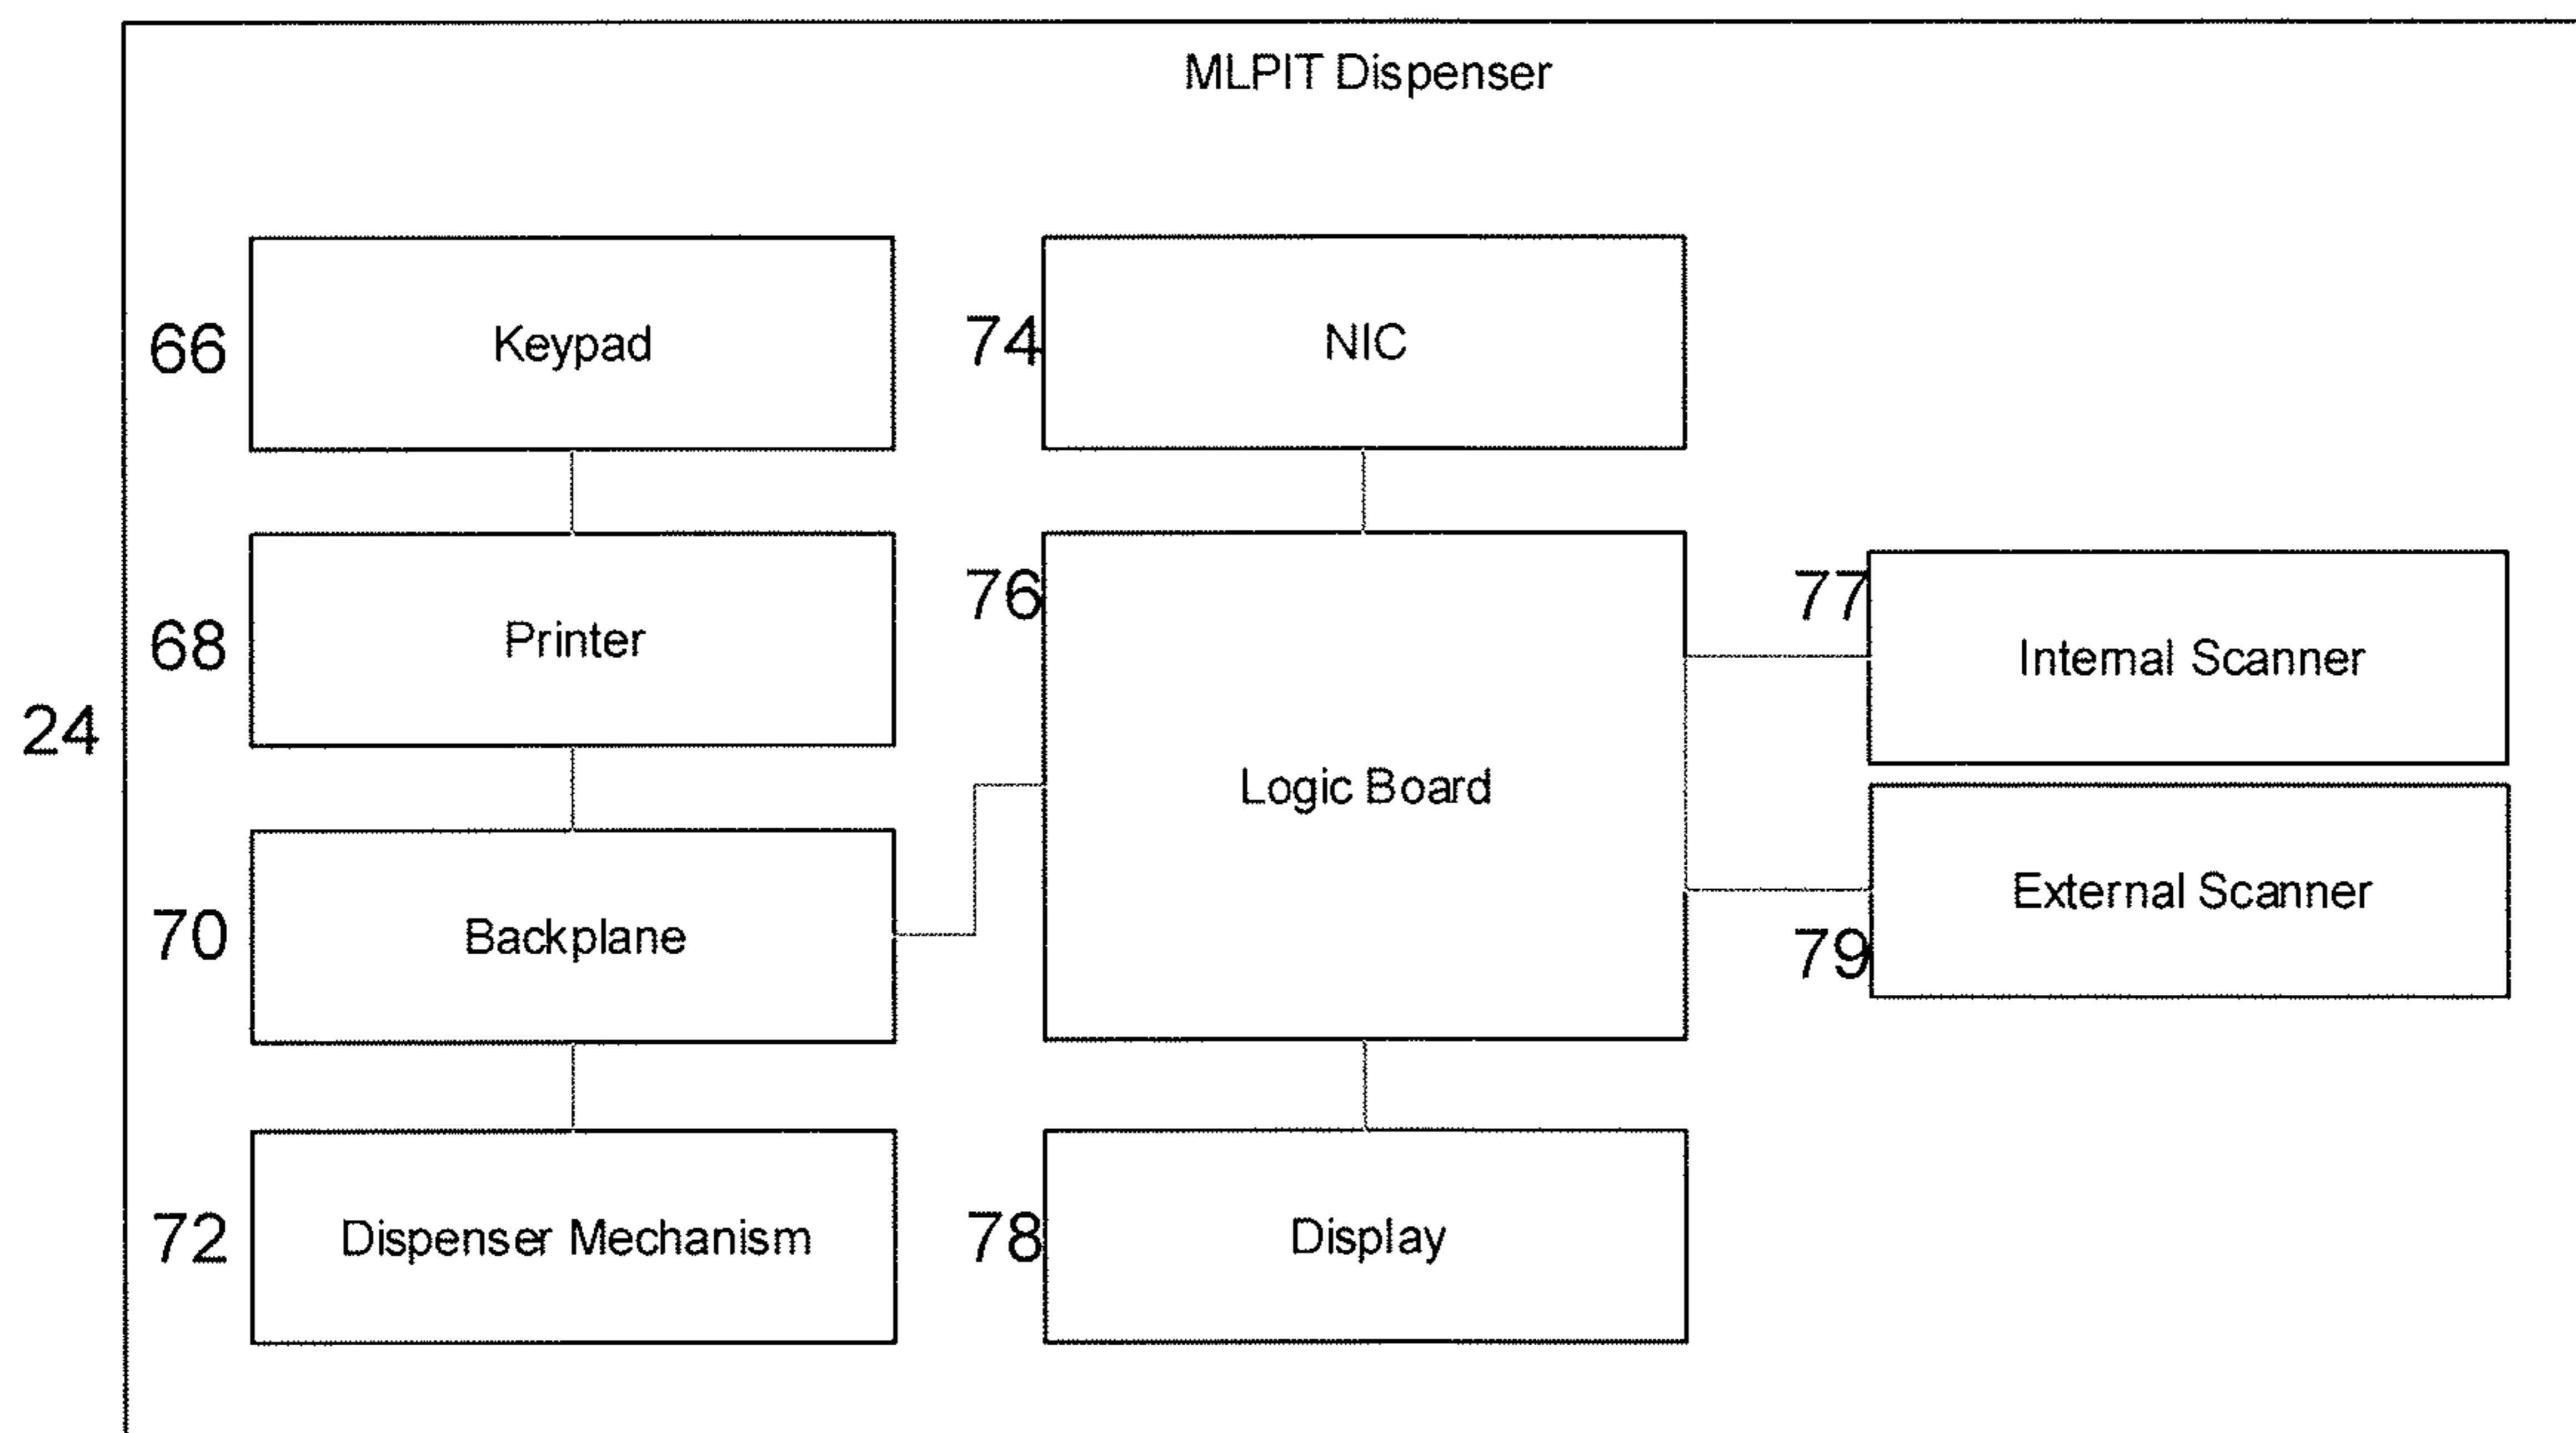 MLPIT Dispenser
66
Keypad
74
NIC
68
Printer
76
77
Internal Scanner
24
Logic Board
70
Backplane
External Scanner
79
72
Dispenser Mechanism
78
Display